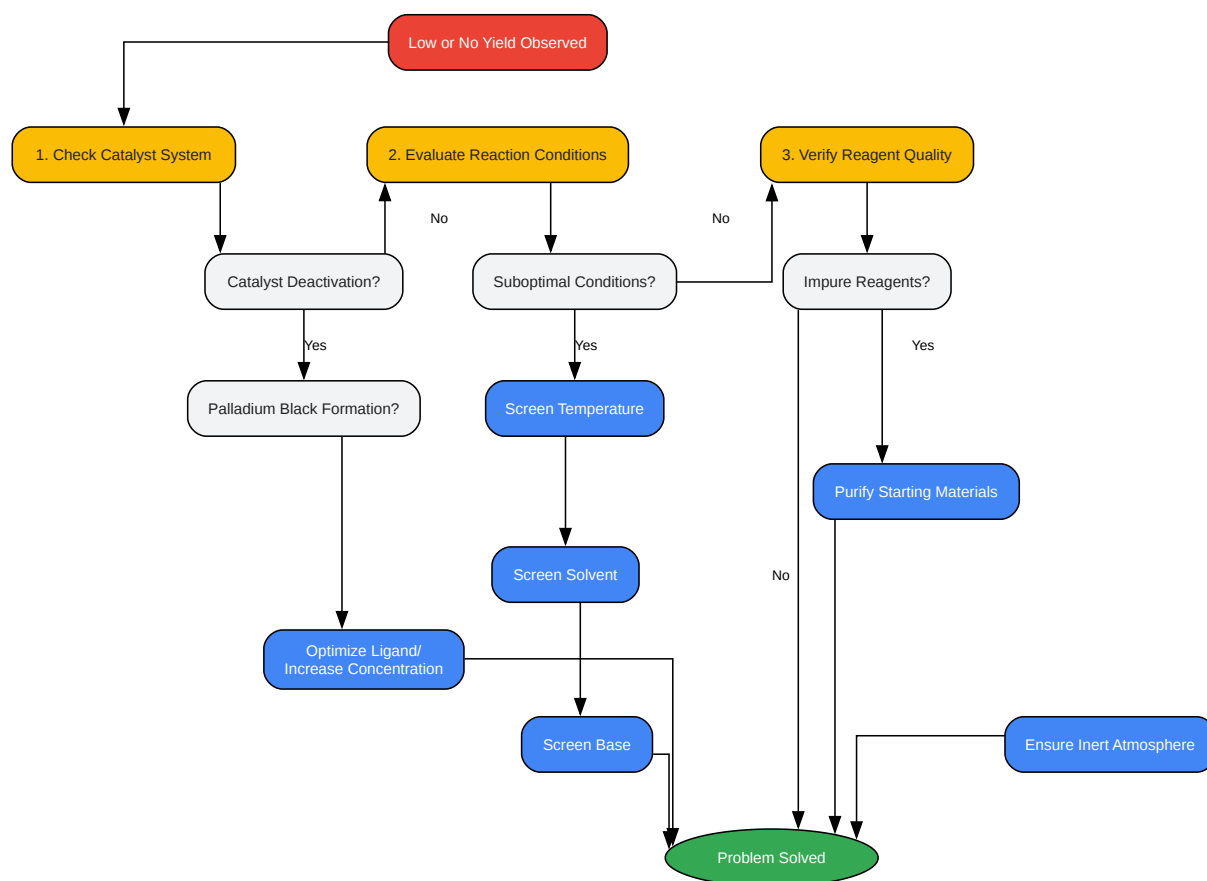 Low or No Yield Observed
1. Check Catalyst System
2. Evaluate Reaction Conditions
3. Verify Reagent Quality
No
No
Catalyst Deactivation?
Suboptimal Conditions?
Impure Reagents?
Yes
Yes
Yes
Palladium Black Formation?
Screen Temperature
Purify Starting Materials
Screen Solvent
No
Optimize Ligand/
Increase Concentration
Screen Base
Ensure Inert Atmosphere
Problem Solved